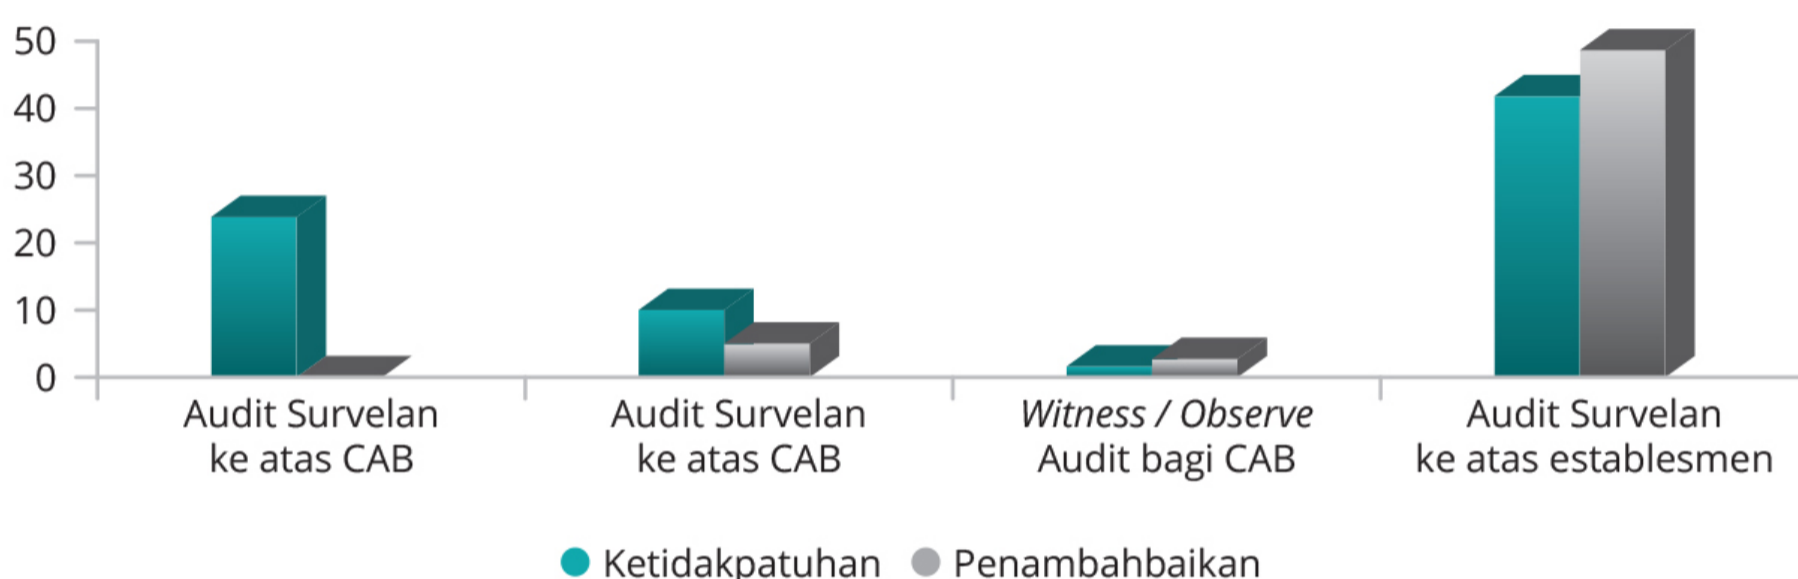 50
40
30
20
10
0
Audit Survelan
ke atas CAB
Audit Survelan
ke atas CAB
Witness / Observe
Audit bagi CAB
Audit Survelan
ke atas establesmen
Ketidakpatuhan
Penambahbaikan